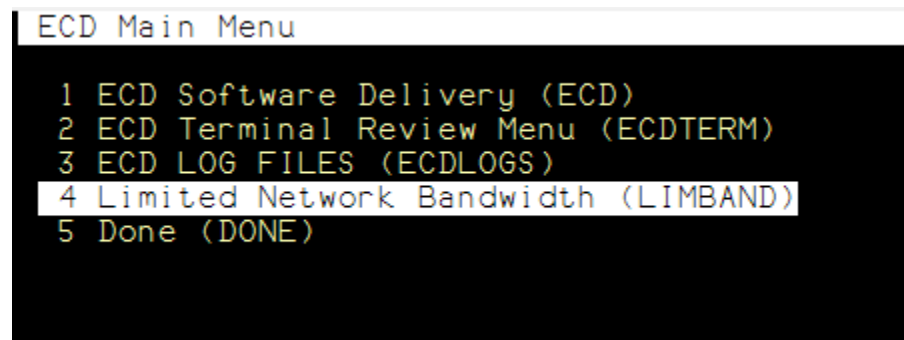 ECD Main Menu
1 ECD Software Delivery (ECD)
2 ECD Terminal Review Menu (ECDTERM)
3 ECD LOG FILES (ECDLOGS)
4 Limited Network Bandwidth (LIMBAND)
5 Done (DONE)